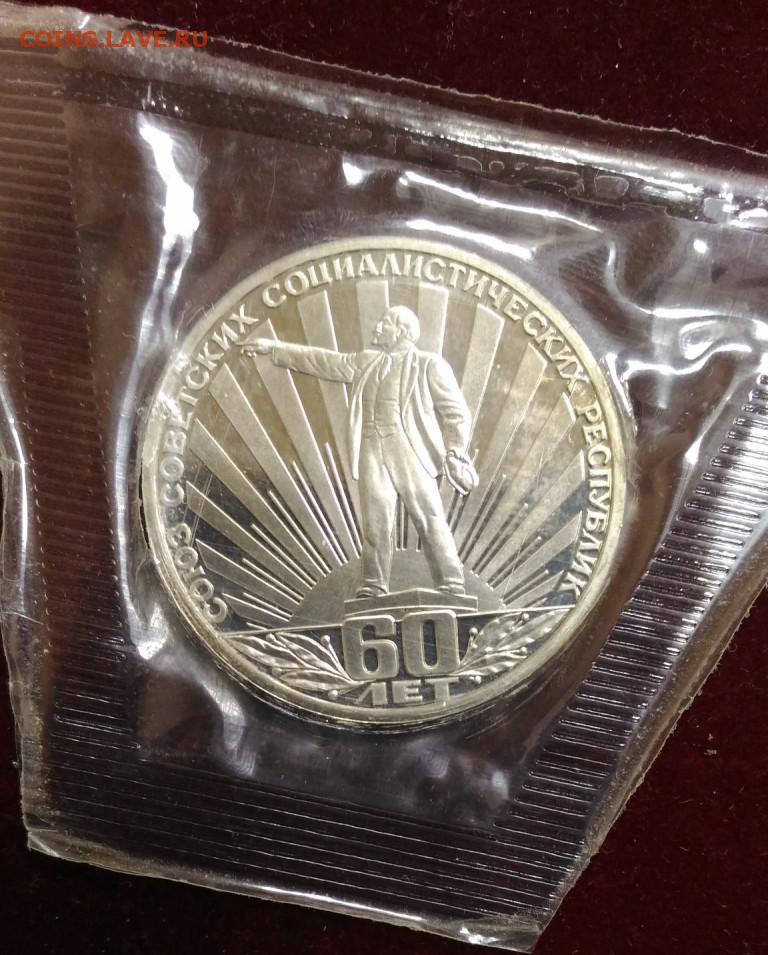 COINS.LAVE.RU
СОЮЗ СОВЕТСКИХ СОЦИАЛИСТИЧЕСКИХ РЕСПУБЛИК
60
ЛЕТ